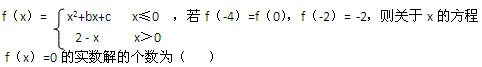 f（x）= { x²+bx+c x≤0 ，若 f（-4）=f（0），f（-2）= -2，则关于 x 的方程
2 - x x＞0
f（x）=0 的实数解的个数为（ ）